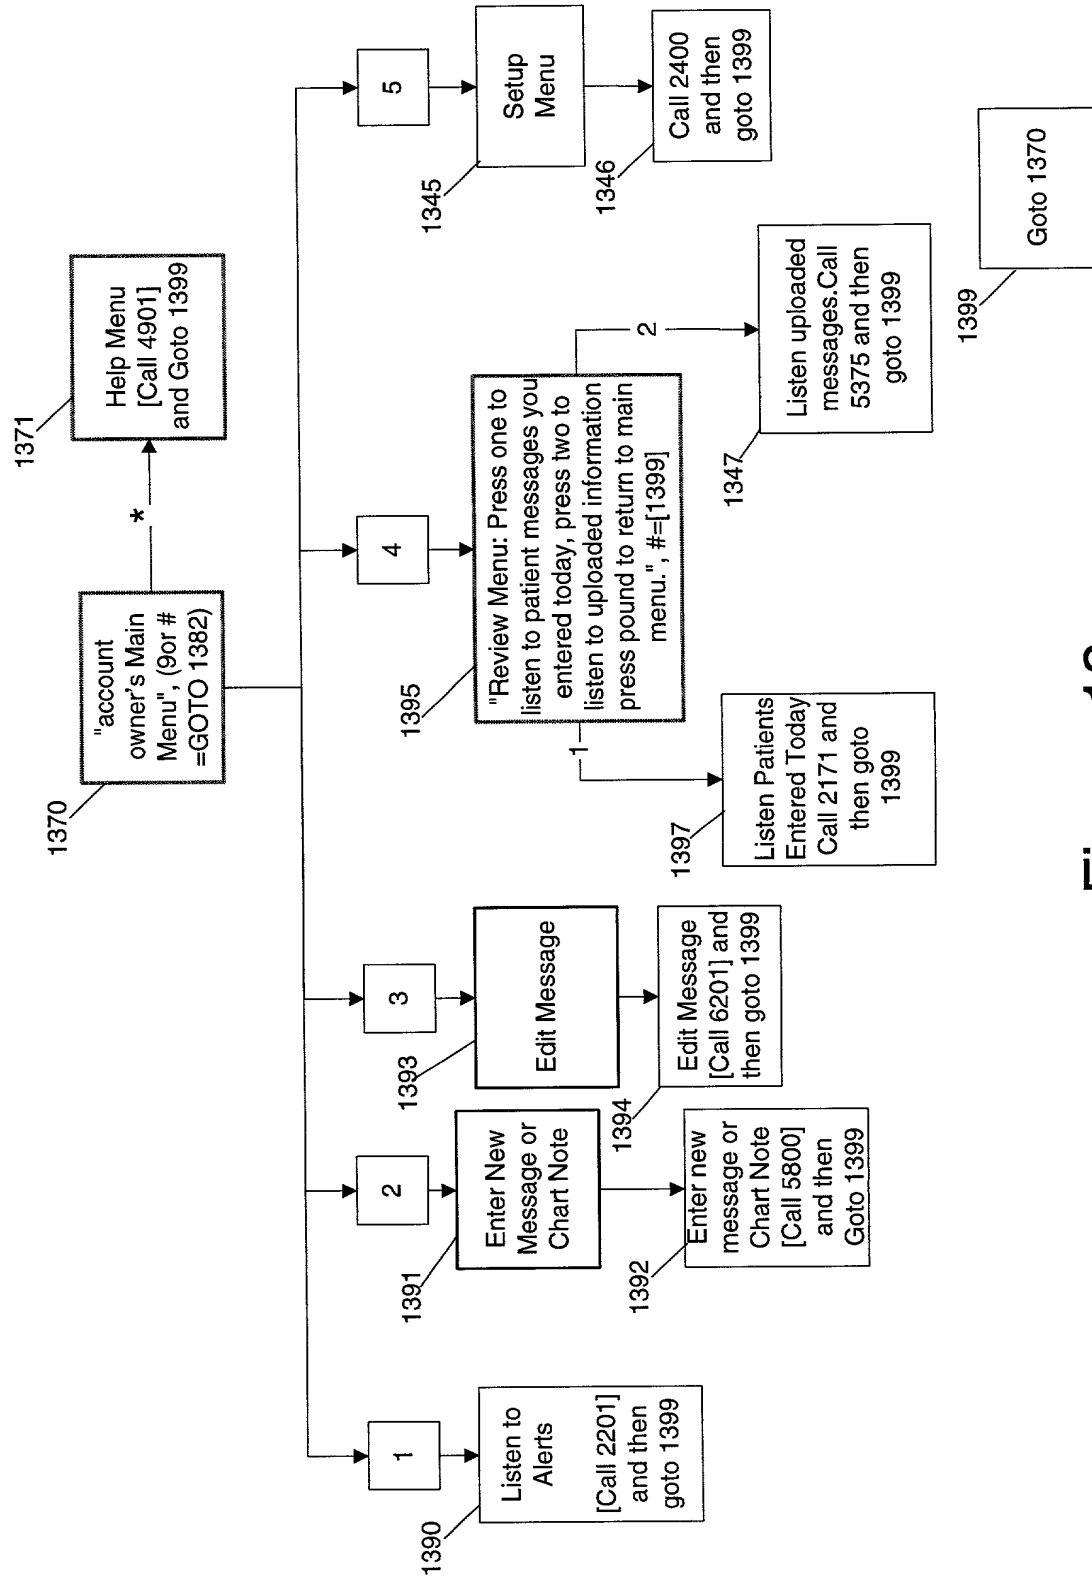 1370
"account
owner's Main
Menu", (9or #
=GOTO 1382)
*
1371
Help Menu
[Call 4901]
and Goto 1399
1
1390
Listen to
Alerts
[Call 2201]
and then
goto 1399
2
1391
Enter New
Message or
Chart Note
1392
Enter new
message or
Chart Note
[Call 5800]
and then
Goto 1399
3
1393
Edit Message
1394
Edit Message
[Call 6201] and
then goto 1399
4
1395
"Review Menu: Press one to
listen to patient messages you
entered today, press two to
listen to uploaded information
press pound to return to main
menu.", #=[1399]
1
1397
Listen Patients
Entered Today
Call 2171 and
then goto
1399
2
1347
Listen uploaded
messages.Call
5375 and then
goto 1399
5
1345
Setup
Menu
1346
Call 2400
and then
goto 1399
1399
Goto 1370